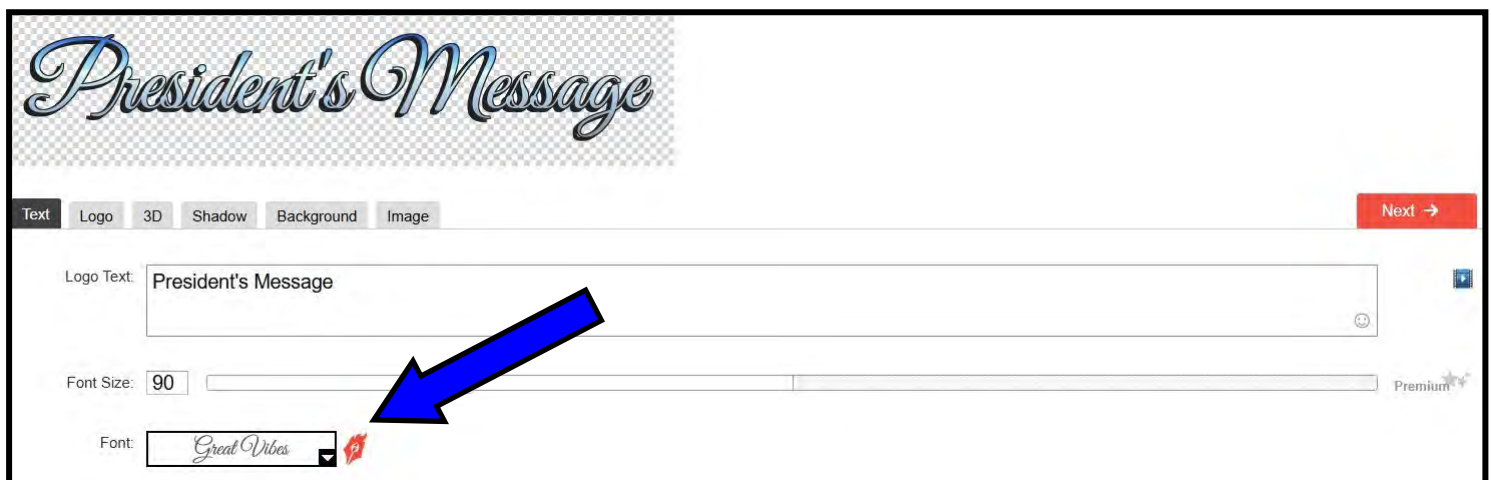 President's Message
Text Logo 3D Shadow Background Image Next →
Logo Text: President's Message
Font Size: 90 Premium
Font: Great Vibes